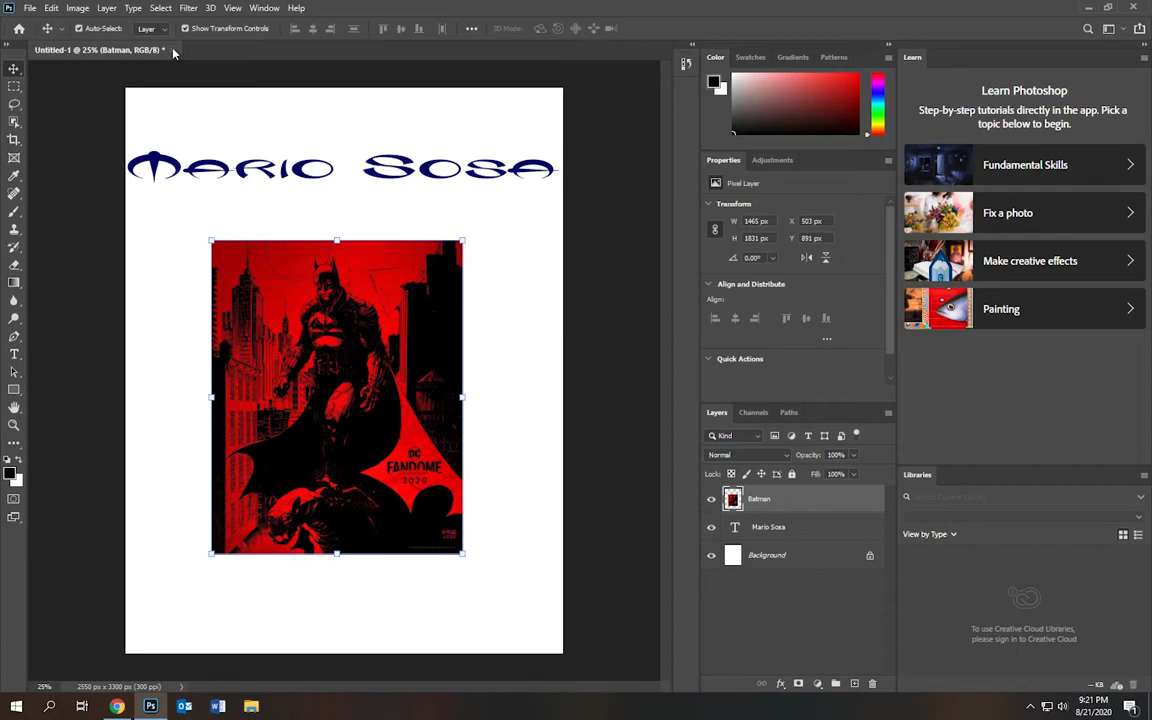 File Edit Image Layer Type Select Filter 3D View Window Help
Auto-Select: Layer Show Transform Controls 3D Mode:
Untitled-1 @ 25% (Batman, RGB/8) *
Mario Sosa
DC
FANDOME
2020
25% 2550 px x 3300 px (300 ppi)
Color Swatches Gradients Patterns
Properties Adjustments
Pixel Layer
Transform
W 1465 px X 503 px
H 1831 px Y 891 px
0.00°
Align and Distribute
Align:
Quick Actions
Layers Channels Paths
Kind
Normal Opacity: 100%
Lock: Fill: 100%
Batman
T Mario Sosa
Background
Learn
Learn Photoshop
Step-by-step tutorials directly in the app. Pick a
topic below to begin.
Fundamental Skills
Fix a photo
Make creative effects
Painting
Libraries
Search Current Library
View by Type
To use Creative Cloud Libraries,
please sign in to Creative Cloud
-- KB
9:21 PM
8/21/2020